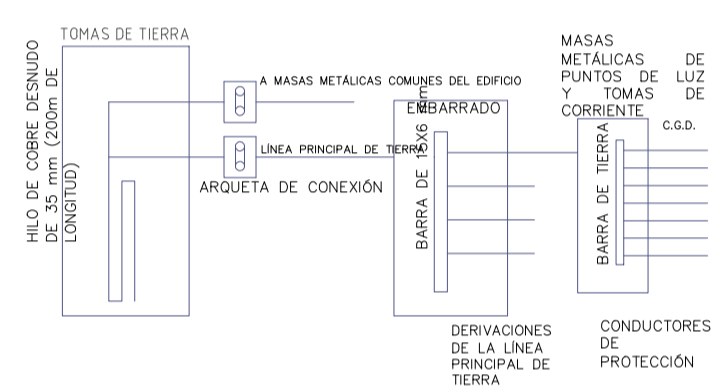 TOMAS DE TIERRA
HILO DE COBRE DESNUDO
DE 35 mm (200m DE
LONGITUD)
A MASAS METÁLICAS COMUNES DEL EDIFICIO
LÍNEA PRINCIPAL DE TIERRA
ARQUETA DE CONEXIÓN
EMBARRADO
BARRA DE 15X6 mm
DERIVACIONES
DE LA LÍNEA
PRINCIPAL DE
TIERRA
MASAS
METÁLICAS DE
PUNTOS DE LUZ
Y TOMAS DE
CORRIENTE
C.G.D.
BARRA DE TIERRA
CONDUCTORES
DE
PROTECCIÓN